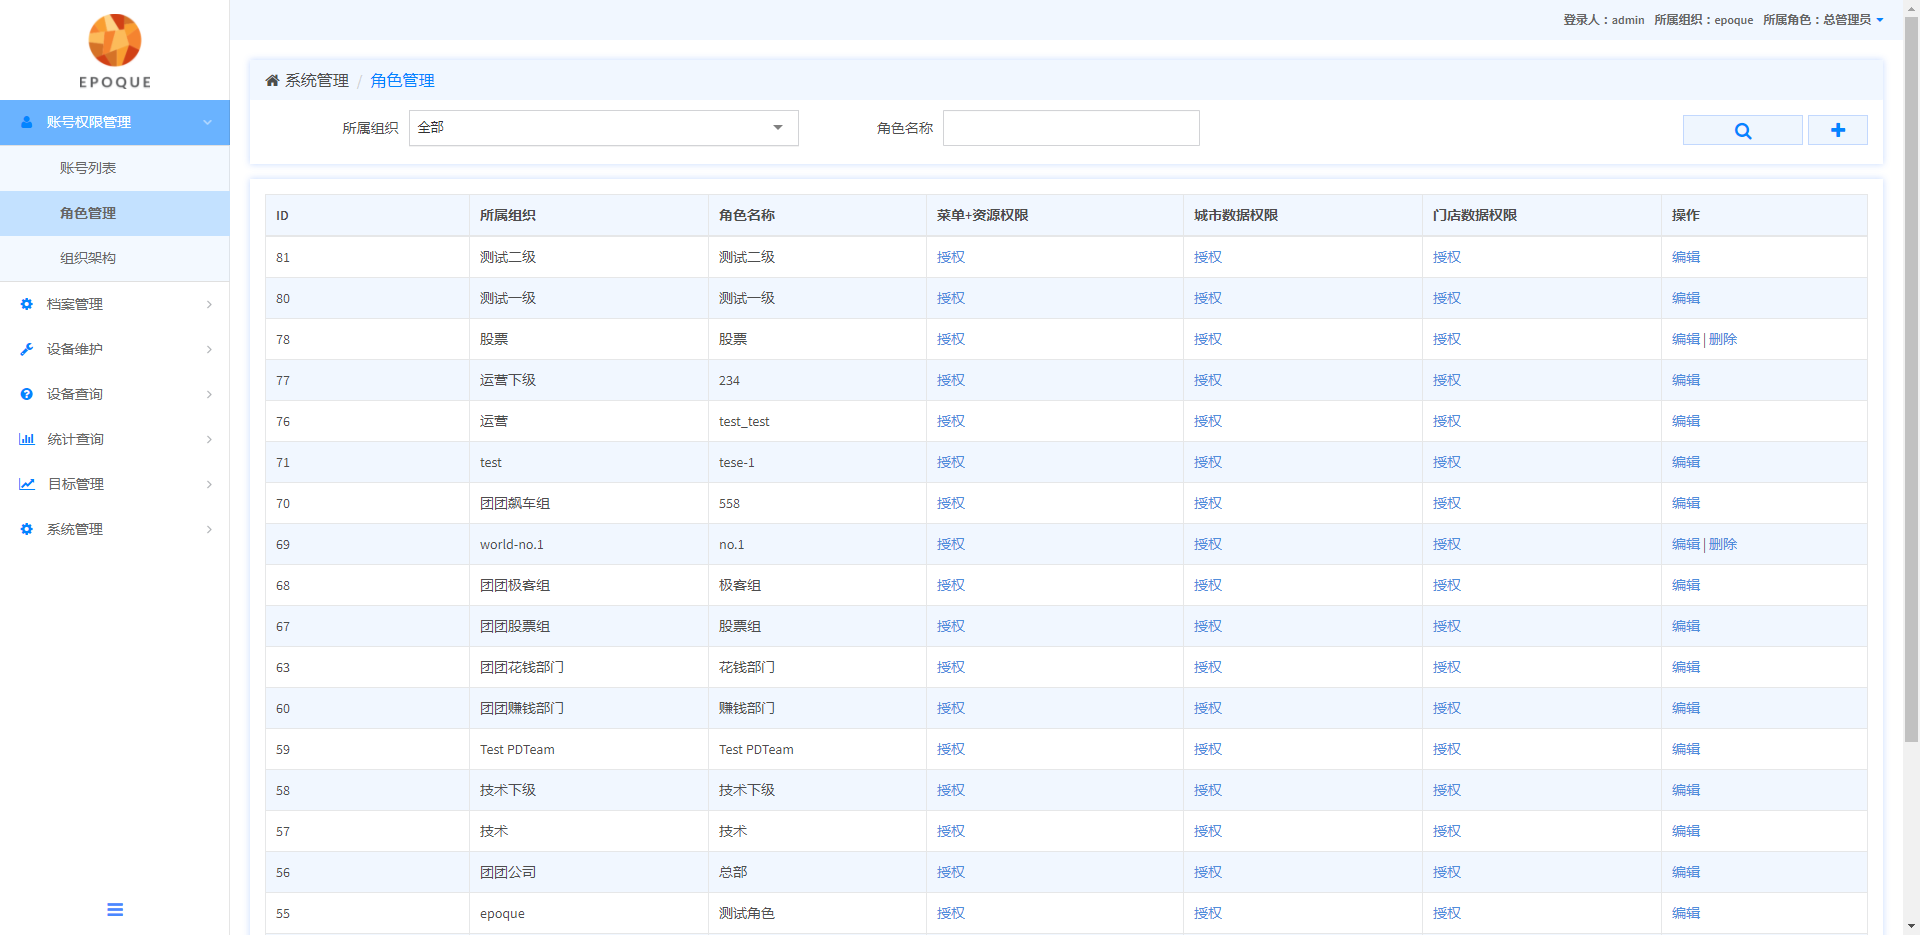 EPOQUE
登录人：admin 所属组织：epoque 所属角色：总管理员
账号权限管理
账号列表
角色管理
组织架构
档案管理
设备维护
设备查询
统计查询
目标管理
系统管理
系统管理 / 角色管理
所属组织 全部 角色名称
ID 所属组织 角色名称 菜单+资源权限 城市数据权限 门店数据权限 操作
81 测试二级 测试二级 授权 授权 授权 编辑
80 测试一级 测试一级 授权 授权 授权 编辑
78 股票 股票 授权 授权 授权 编辑 | 删除
77 运营下级 234 授权 授权 授权 编辑
76 运营 test_test 授权 授权 授权 编辑
71 test tese-1 授权 授权 授权 编辑
70 团团飙车组 558 授权 授权 授权 编辑
69 world-no.1 no.1 授权 授权 授权 编辑 | 删除
68 团团极客组 极客组 授权 授权 授权 编辑
67 团团股票组 股票组 授权 授权 授权 编辑
63 团团花钱部门 花钱部门 授权 授权 授权 编辑
60 团团赚钱部门 赚钱部门 授权 授权 授权 编辑
59 Test PDTeam Test PDTeam 授权 授权 授权 编辑
58 技术下级 技术下级 授权 授权 授权 编辑
57 技术 技术 授权 授权 授权 编辑
56 团团公司 总部 授权 授权 授权 编辑
55 epoque 测试角色 授权 授权 授权 编辑